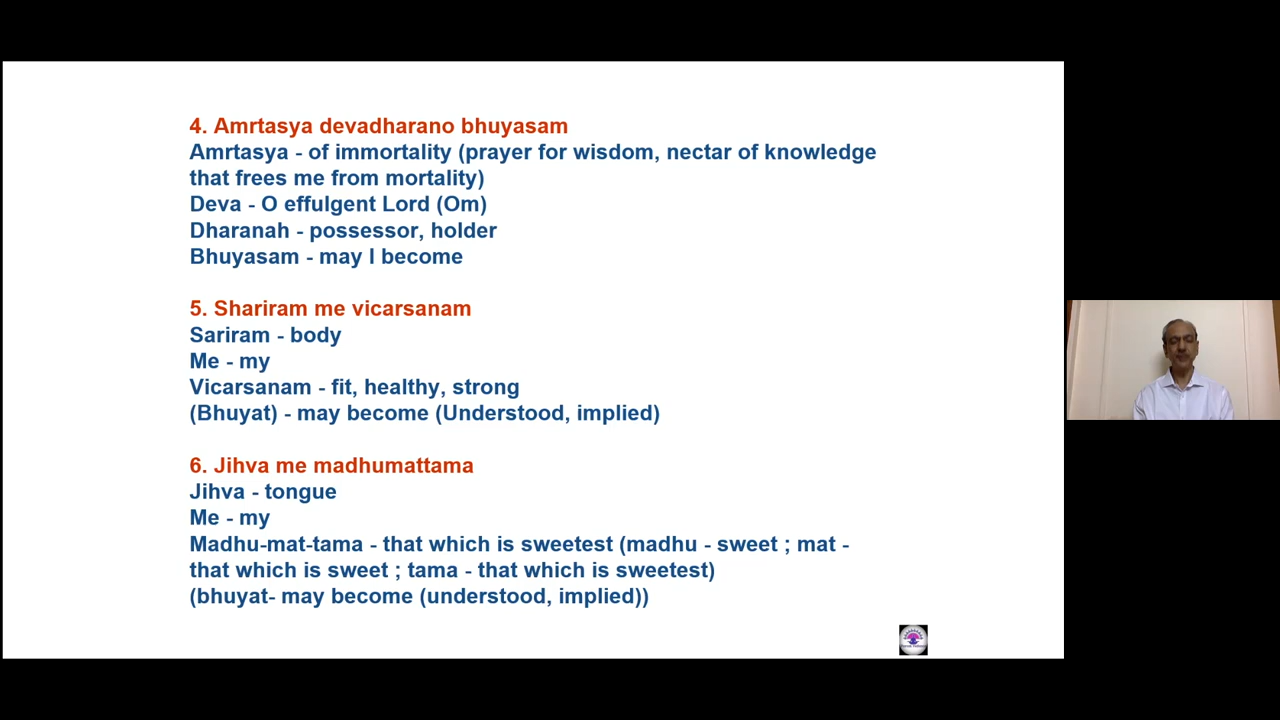 4. Amrtasya devadharano bhuyasam
Amrtasya - of immortality (prayer for wisdom, nectar of knowledge
that frees me from mortality)
Deva - O effulgent Lord (Om)
Dharanah - possessor, holder
Bhuyasam - may I become
5. Shariram me vicarsanam
Sariram - body
Me - my
Vicarsanam - fit, healthy, strong
(Bhuyat) - may become (Understood, implied)
6. Jihva me madhumattama
Jihva - tongue
Me - my
Madhu-mat-tama - that which is sweetest (madhu - sweet ; mat -
that which is sweet ; tama - that which is sweetest)
(bhuyat- may become (understood, implied))